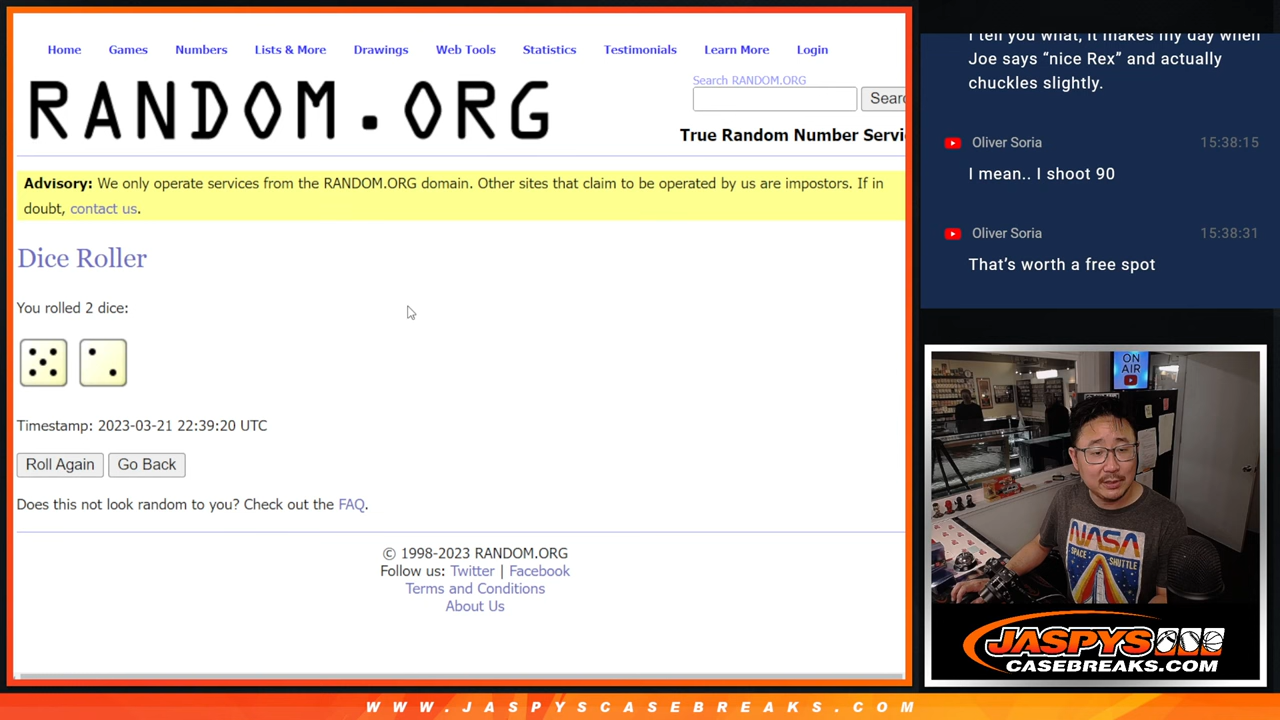 Home Games Numbers Lists & More Drawings Web Tools Statistics Testimonials Learn More Login
RANDOM.ORG
Search RANDOM.ORG
Searc
True Random Number Servi
Advisory: We only operate services from the RANDOM.ORG domain. Other sites that claim to be operated by us are impostors. If in
doubt, contact us.
Dice Roller
You rolled 2 dice:
Timestamp: 2023-03-21 22:39:20 UTC
Roll Again Go Back
Does this not look random to you? Check out the FAQ.
© 1998-2023 RANDOM.ORG
Follow us: Twitter | Facebook
Terms and Conditions
About Us
I tell you what, it makes my day when
Joe says “nice Rex” and actually
chuckles slightly.
Oliver Soria 15:38:15
I mean.. I shoot 90
Oliver Soria 15:38:31
That’s worth a free spot
ON
AIR
NASA
SPACE SHUTTLE
JASPYS
CASEBREAKS.COM
WWW.JASPYSCASEBREAKS.COM